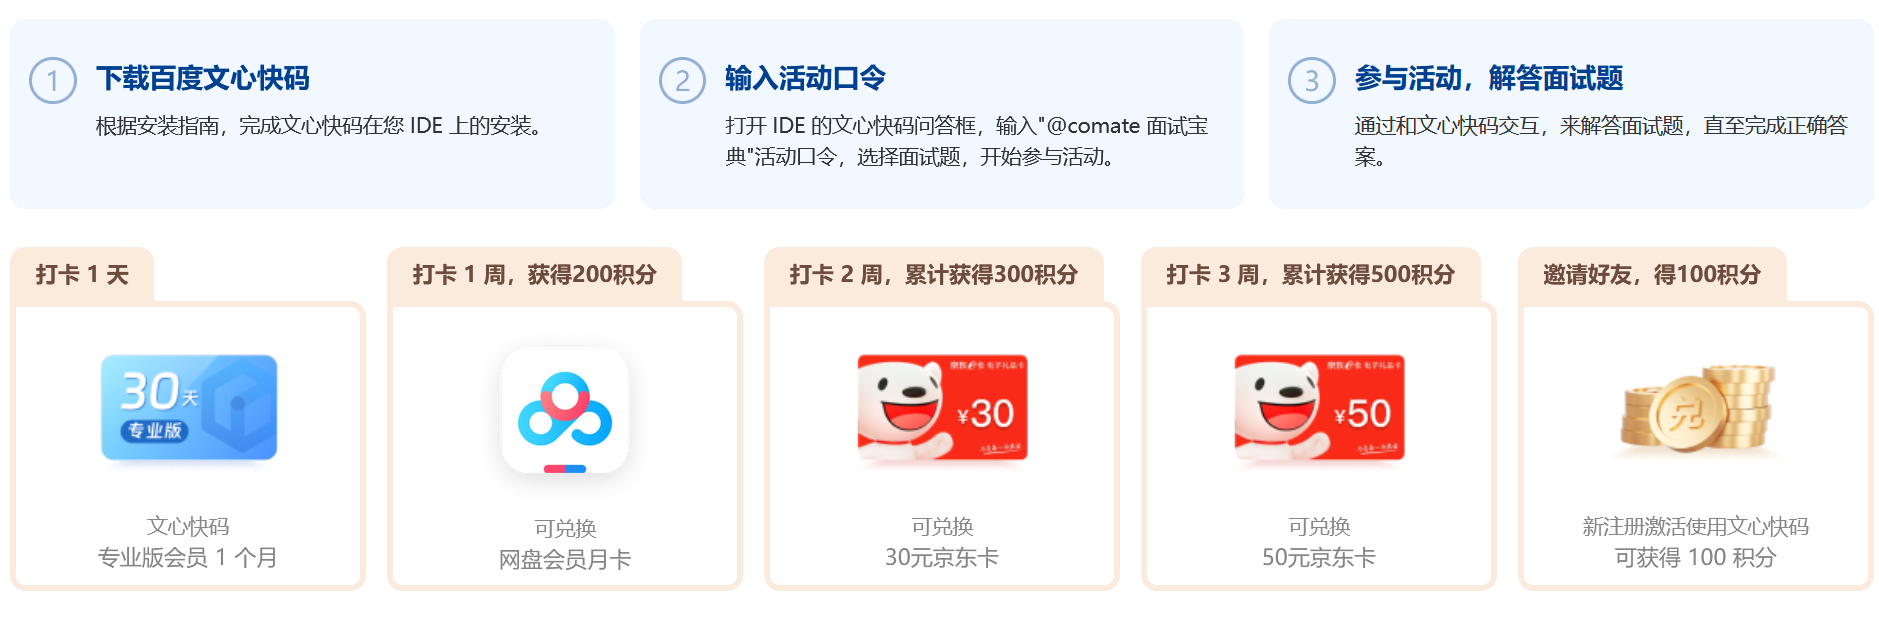 1
下载百度文心快码
根据安装指南，完成文心快码在您 IDE 上的安装。
2
输入活动口令
打开 IDE 的文心快码问答框，输入"@comate 面试宝
典"活动口令，选择面试题，开始参与活动。
3
参与活动，解答面试题
通过和文心快码交互，来解答面试题，直至完成正确答
案。
打卡 1 天
30天
专业版
文心快码
专业版会员 1 个月
打卡 1 周，获得200积分
可兑换
网盘会员月卡
打卡 2 周，累计获得300积分
¥30
可兑换
30元京东卡
打卡 3 周，累计获得500积分
¥50
可兑换
50元京东卡
邀请好友，得100积分
兑
新注册激活使用文心快码
可获得 100 积分